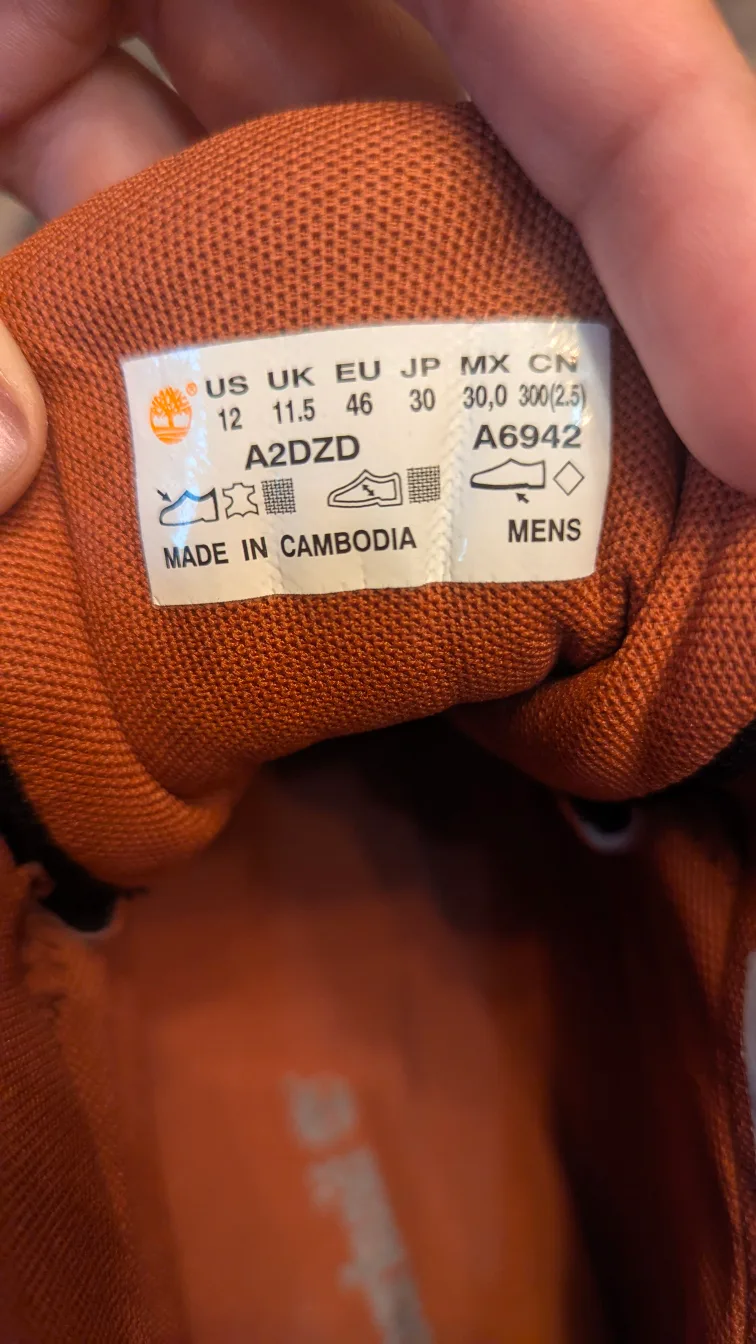 ® US UK EU JP MX CN
12 11.5 46 30 30,0 300(2.5)
A2DZD A6942
MADE IN CAMBODIA MENS